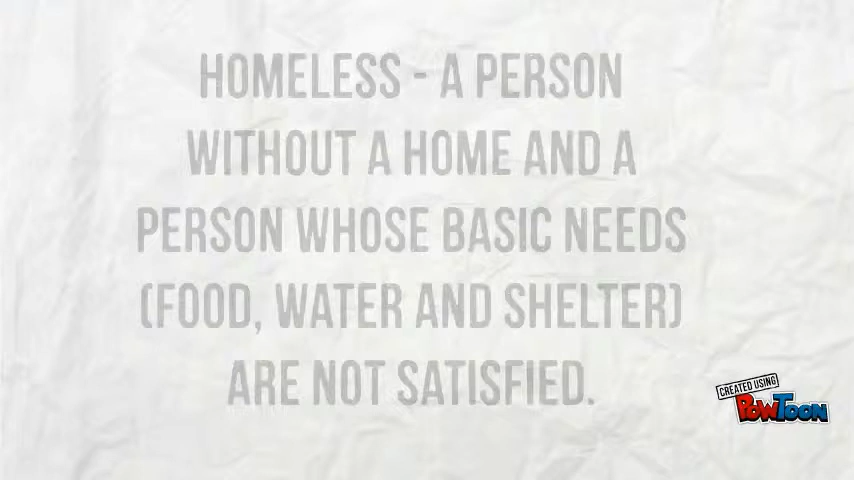 HOMELESS - A PERSON
WITHOUT A HOME AND A
PERSON WHOSE BASIC NEEDS
(FOOD, WATER AND SHELTER)
ARE NOT SATISFIED.
CREATED USING
POWTOON